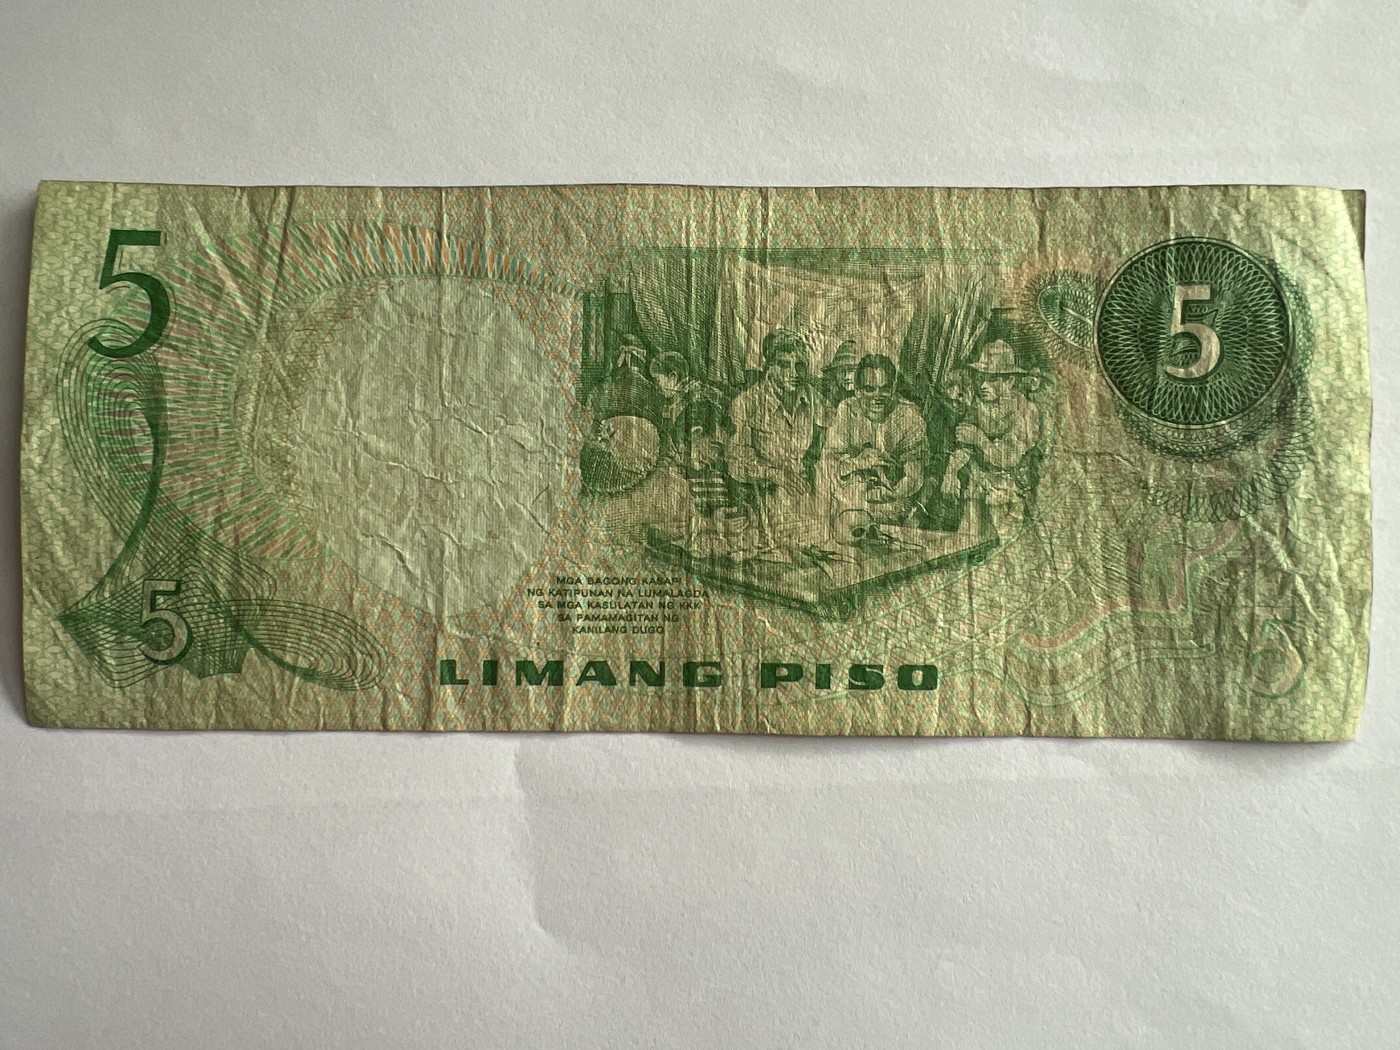 5
5
MGA BAGONG KASAPI
NG KATIPUNAN NA LUMALAGDA
SA MGA KASULATAN NG KKK
SA PAMAMAGITAN NG
KANILANG DUGO
5
5
LIMANG PISO